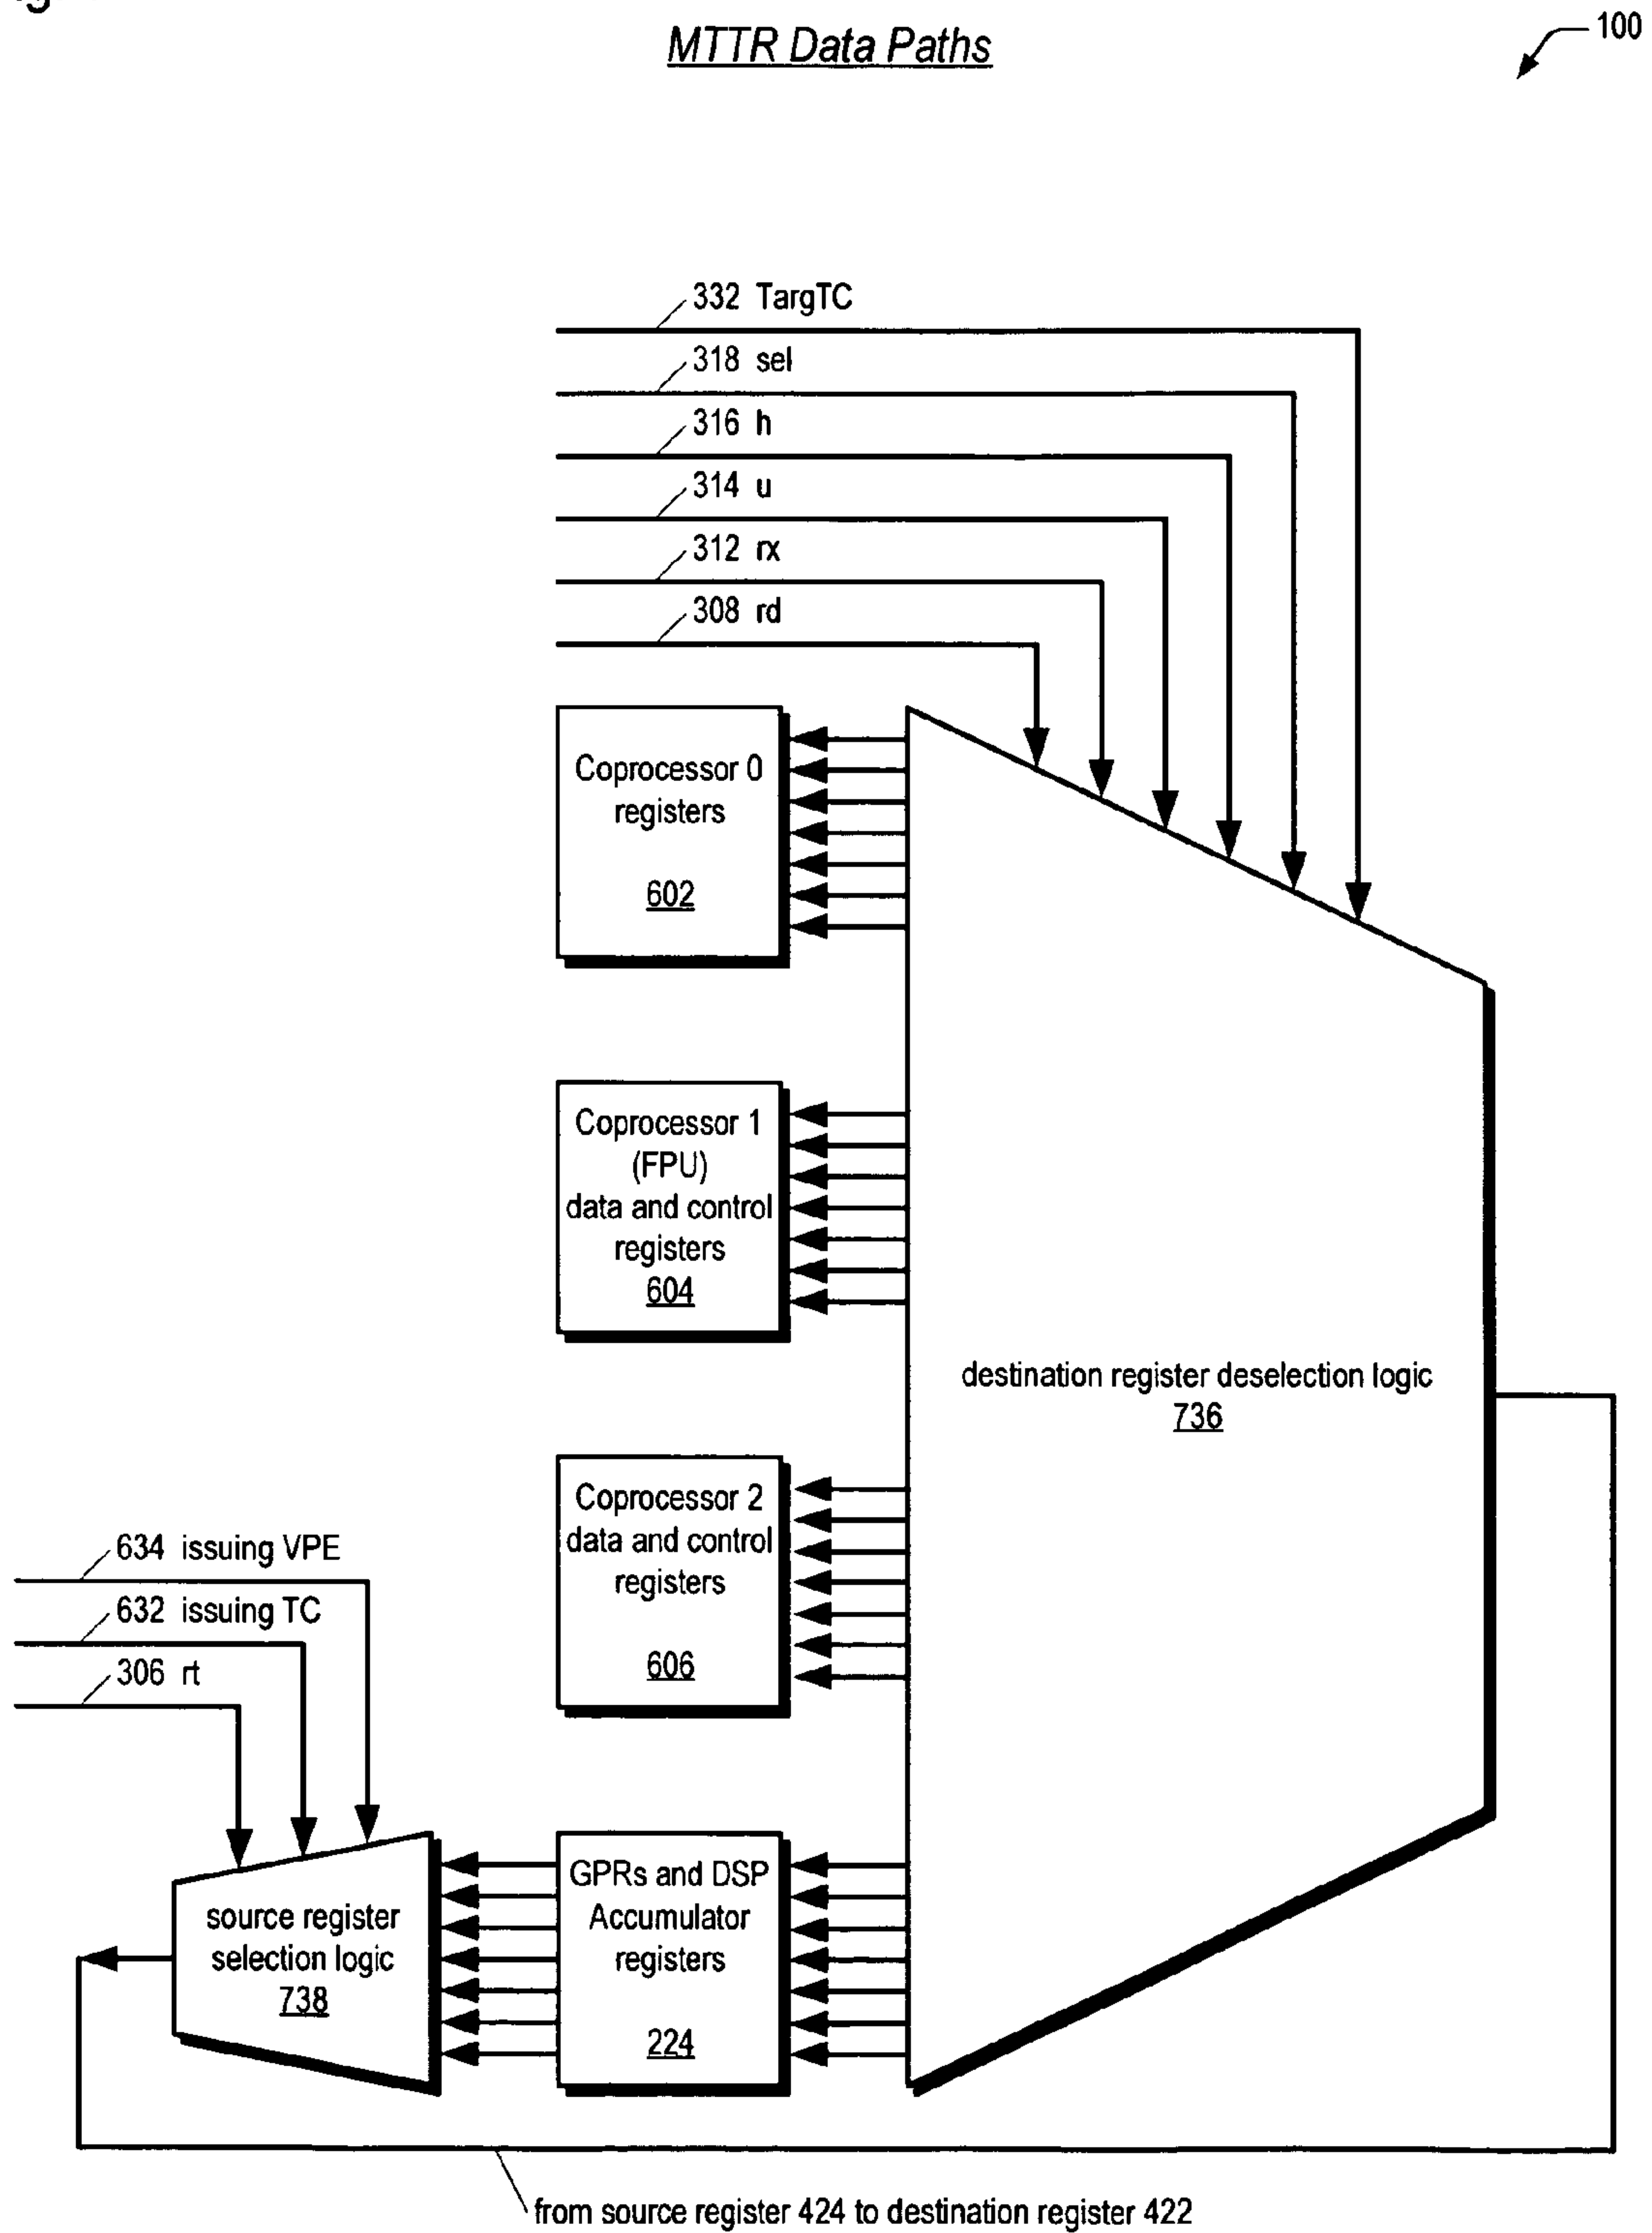 MTTR Data Paths
100
332 TargTC
318 sel
316 h
314 u
312 rx
308 rd
Coprocessor 0
registers
602
Coprocessor 1
(FPU)
data and control
registers
604
destination register deselection logic
736
Coprocessor 2
data and control
registers
606
634 issuing VPE
632 issuing TC
306 rt
source register
selection logic
738
GPRs and DSP
Accumulator
registers
224
from source register 424 to destination register 422